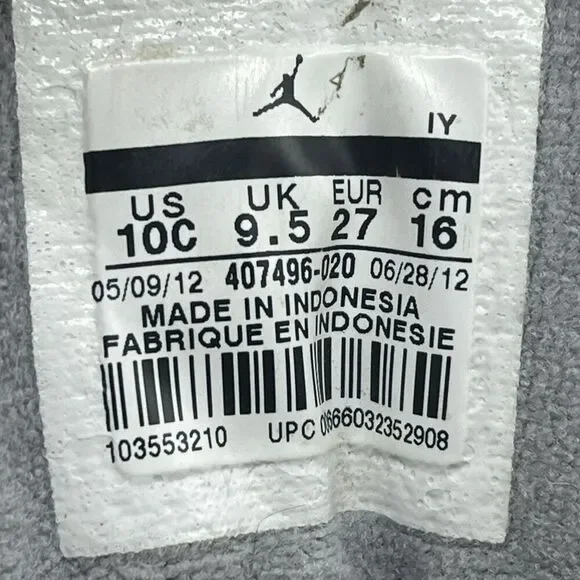 IY
US UK EUR cm
10C 9.5 27 16
05/09/12 407496-020 06/28/12
MADE IN INDONESIA
FABRIQUE EN INDONESIE
103553210 UPC 00666032352908